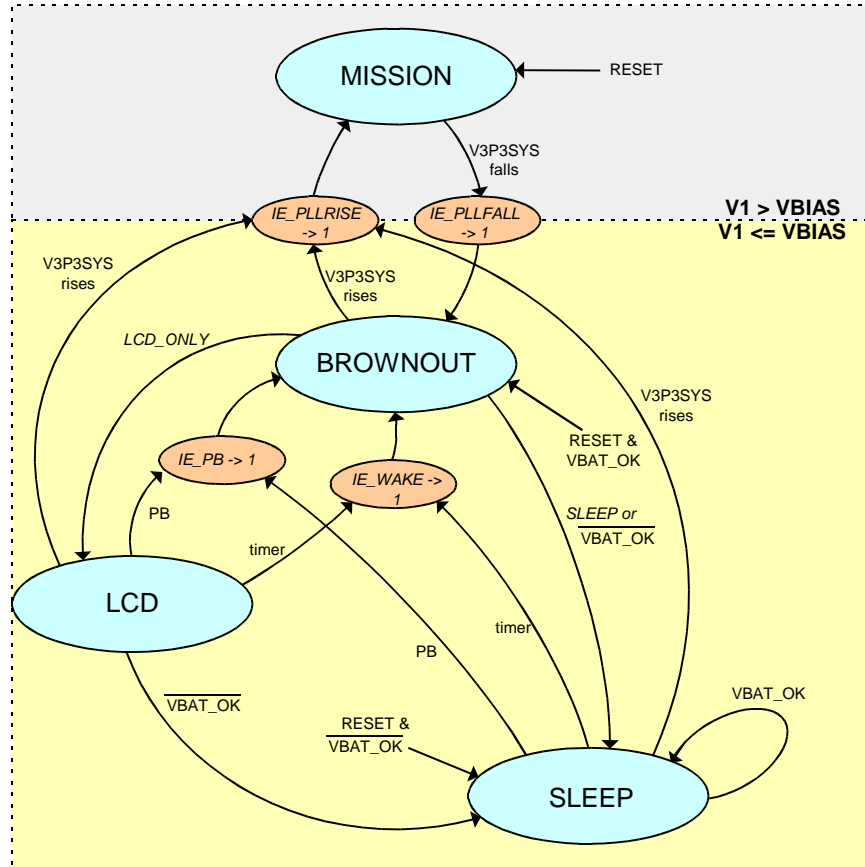 MISSION
RESET
V3P3SYS
falls
IE_PLLRISE
-> 1
IE_PLLFALL
-> 1
V1 > VBIAS
V1 <= VBIAS
V3P3SYS
rises
V3P3SYS
rises
LCD_ONLY
BROWNOUT
V3P3SYS
rises
RESET &
VBAT_OK
IE_PB -> 1
IE_WAKE ->
1
SLEEP or
VBAT_OK
PB
timer
LCD
timer
PB
VBAT_OK
RESET &
VBAT_OK
VBAT_OK
SLEEP